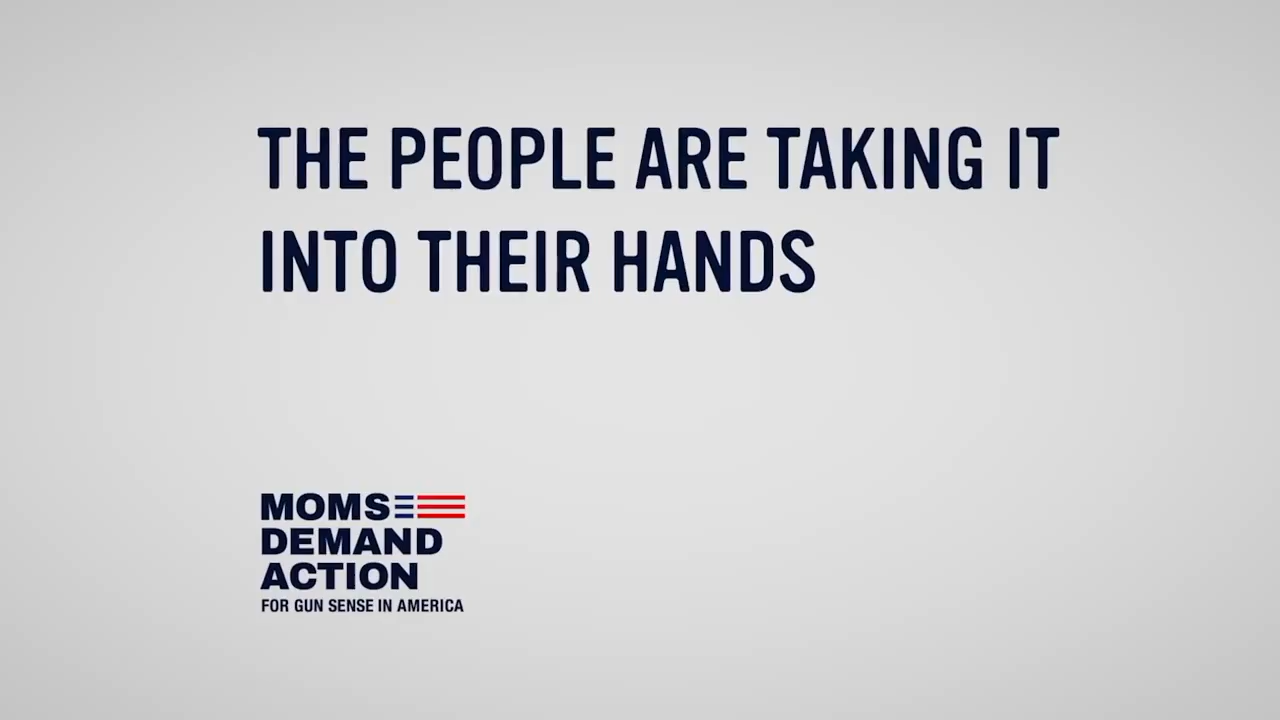 THE PEOPLE ARE TAKING IT
INTO THEIR HANDS
MOMS
DEMAND
ACTION
FOR GUN SENSE IN AMERICA